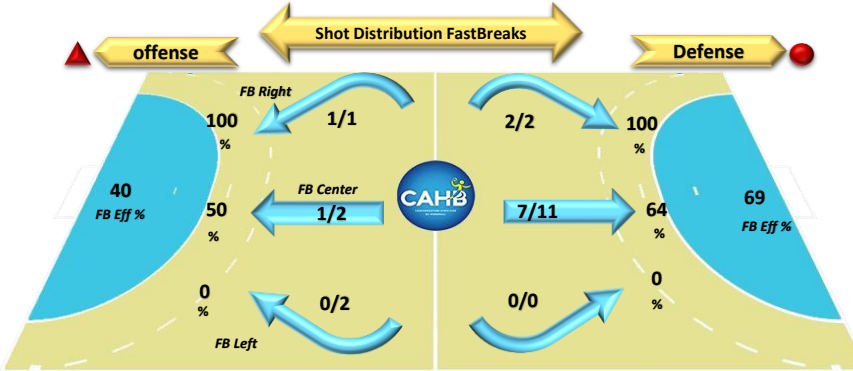 Shot Distribution FastBreaks
offense
Defense
FB Right
100
%
1/1
2/2
100
%
40
FB Eff %
50
%
FB Center
1/2
CAHB
7/11
64
%
69
FB Eff %
0
%
FB Left
0/2
0/0
0
%